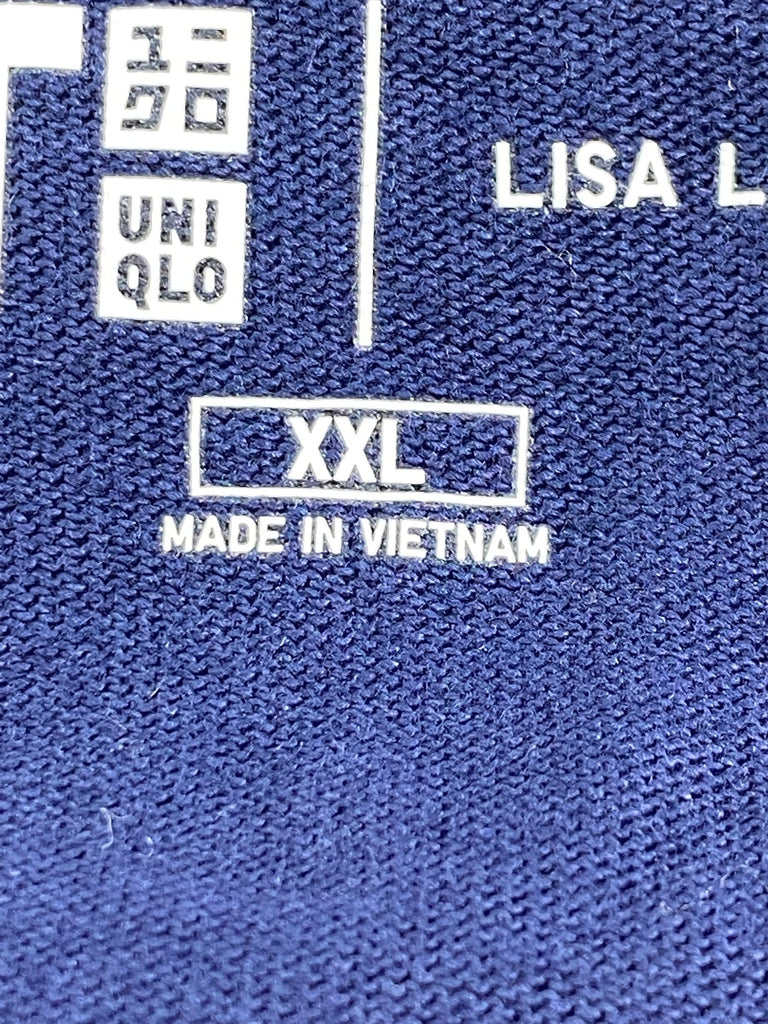 ユニ
クロ
UNI
QLO
LISA L
XXL
MADE IN VIETNAM